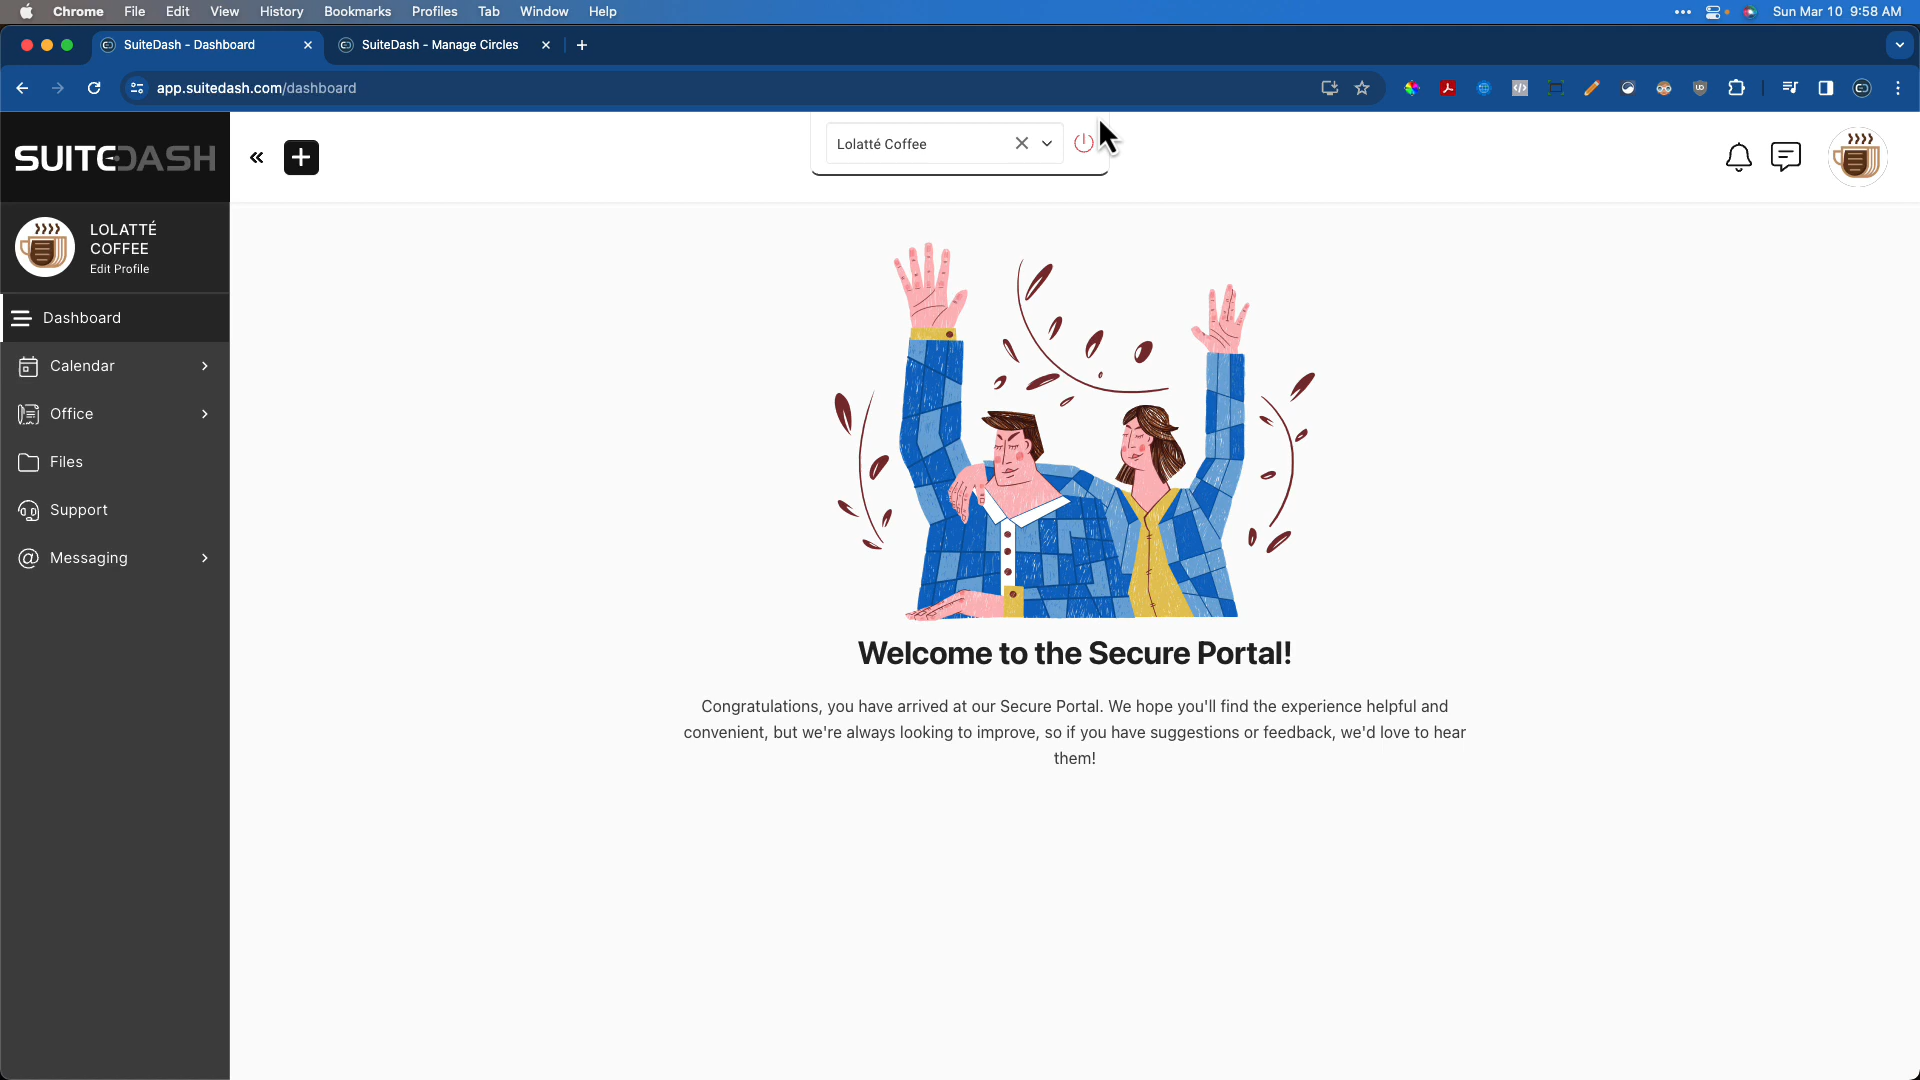 Chrome File Edit View History Bookmarks Profiles Tab Window Help
Sun Mar 10 9:58 AM
SuiteDash - Dashboard
SuiteDash - Manage Circles
app.suitedash.com/dashboard
SUITEDASH
Lolatté Coffee
LOLATTÉ
COFFEE
Edit Profile
Dashboard
Calendar
Office
Files
Support
Messaging
Welcome to the Secure Portal!
Congratulations, you have arrived at our Secure Portal. We hope you'll find the experience helpful and
convenient, but we're always looking to improve, so if you have suggestions or feedback, we'd love to hear
them!